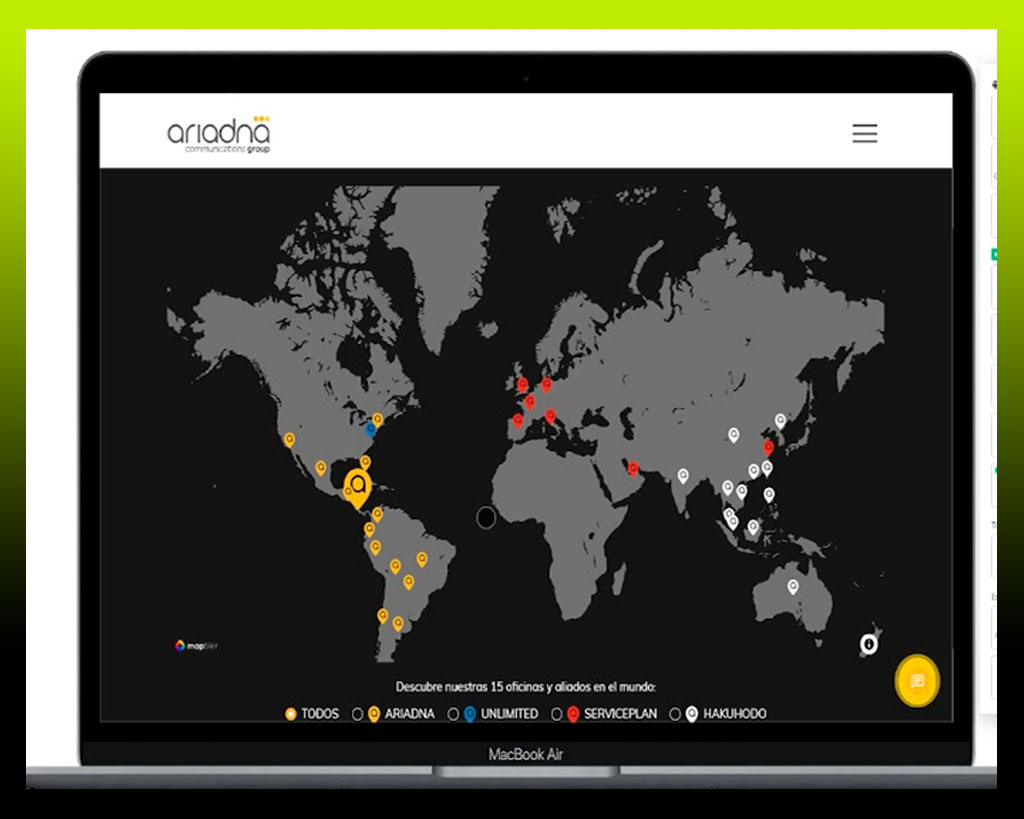 ariadna
communications group
maptiler
Descubre nuestras 15 oficinas y aliados en el mundo:
TODOS ARIADNA UNLIMITED SERVICEPLAN HAKUHODO
MacBook Air